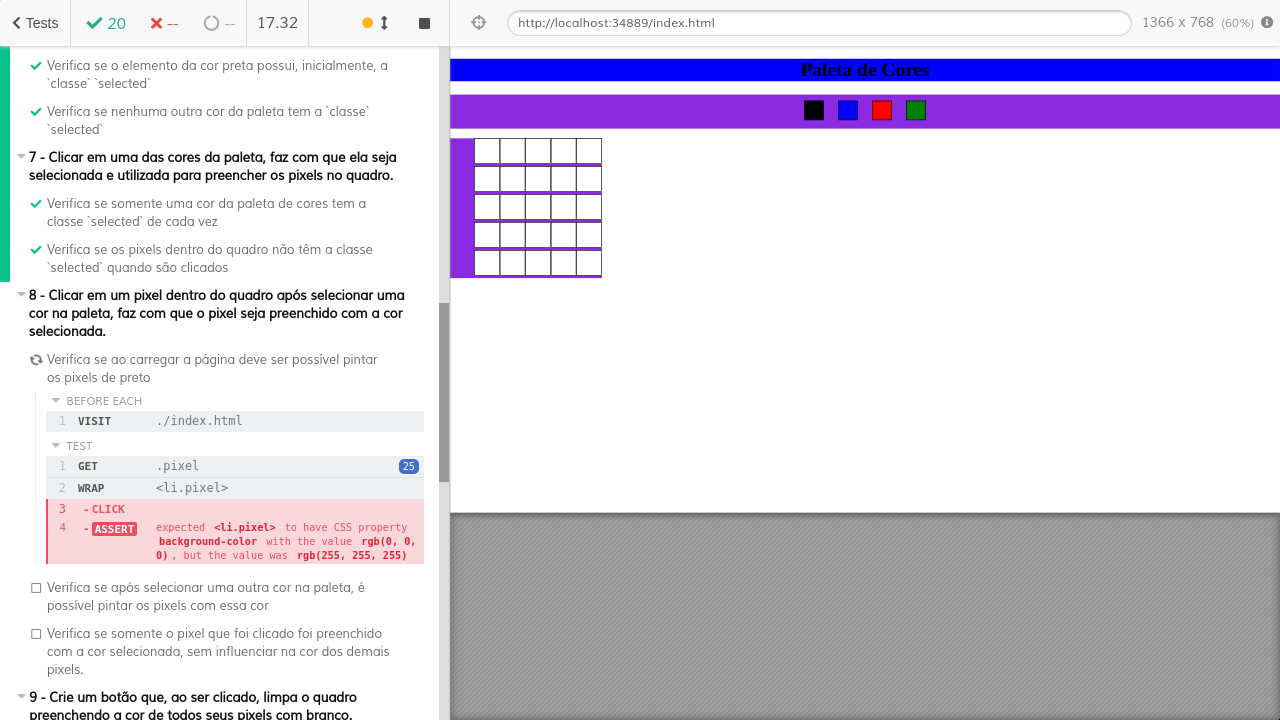 Tests
20
--
--
17.32
http://localhost:34889/index.html
1366 x 768 (60%)
Verifica se o elemento da cor preta possui, inicialmente, a
`classe` `selected`
Verifica se nenhuma outra cor da paleta tem a `classe`
`selected`
7 - Clicar em uma das cores da paleta, faz com que ela seja
selecionada e utilizada para preencher os pixels no quadro.
Verifica se somente uma cor da paleta de cores tem a
classe `selected` de cada vez
Verifica se os pixels dentro do quadro não têm a classe
`selected` quando são clicados
8 - Clicar em um pixel dentro do quadro após selecionar uma
cor na paleta, faz com que o pixel seja preenchido com a cor
selecionada.
Verifica se ao carregar a página deve ser possível pintar
os pixels de preto
BEFORE EACH
1 VISIT ./index.html
TEST
1 GET .pixel 25
2 WRAP <li.pixel>
3 - CLICK
4 - ASSERT expected <li.pixel> to have CSS property
background-color with the value rgb(0, 0,
0) , but the value was rgb(255, 255, 255)
Verifica se após selecionar uma outra cor na paleta, é
possível pintar os pixels com essa cor
Verifica se somente o pixel que foi clicado foi preenchido
com a cor selecionada, sem influenciar na cor dos demais
pixels.
9 - Crie um botão que, ao ser clicado, limpa o quadro
preenchendo a cor de todos seus pixels com branco.
Paleta de Cores